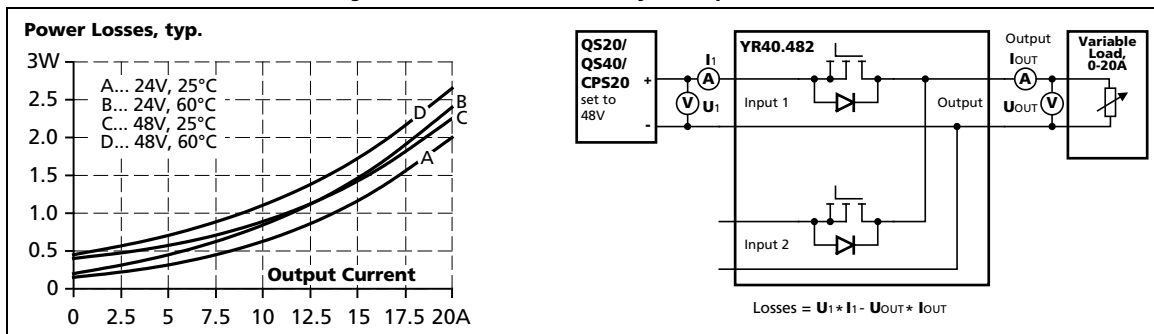 Power Losses, typ.
3W
2.5
2.0
1.5
1.0
0.5
0
A... 24V, 25°C
B... 24V, 60°C
C... 48V, 25°C
D... 48V, 60°C
D
B
C
A
Output Current
0 2.5 5 7.5 10 12.5 15 17.5 20A
QS20/
QS40/
CPS20
set to
48V
+
-
I1
A
V U1
YR40.482
Input 1
Output
Input 2
Output
IOUT
A
UOUT V
Variable
Load,
0-20A
Losses = U1* I1- UOUT* IOUT